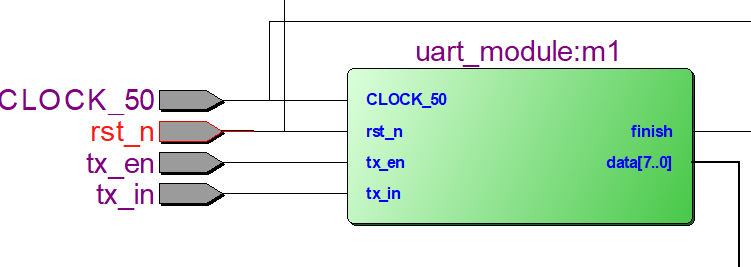 uart_module:m1
CLOCK_50 CLOCK_50
rst_n rst_n finish
tx_en tx_en data[7..0]
tx_in tx_in